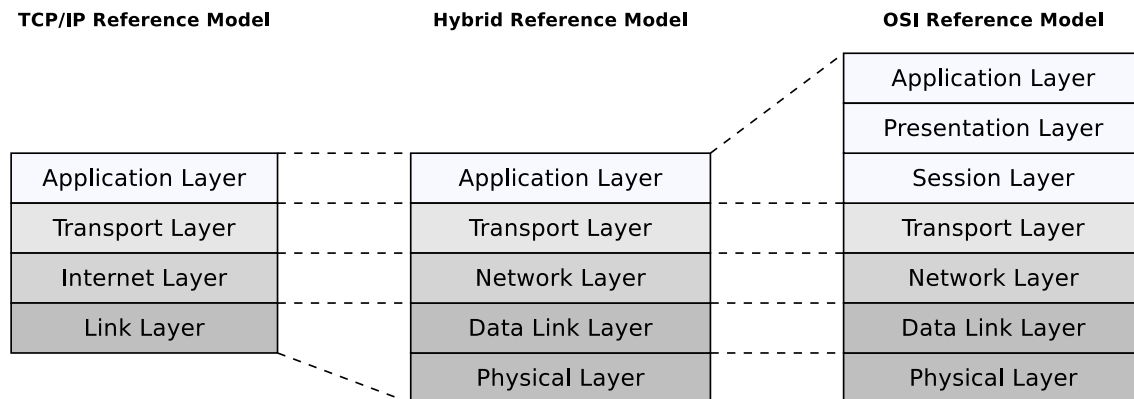 TCP/IP Reference Model
Hybrid Reference Model
OSI Reference Model
Application Layer
Transport Layer
Internet Layer
Link Layer
Application Layer
Transport Layer
Network Layer
Data Link Layer
Physical Layer
Application Layer
Presentation Layer
Session Layer
Transport Layer
Network Layer
Data Link Layer
Physical Layer